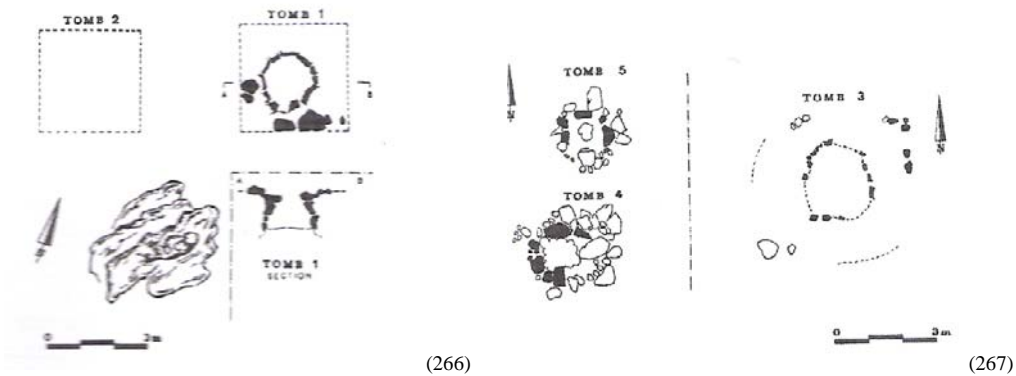 TOMB 2
TOMB 1
A
B
A
B
TOMB 1
SECTION
N
0 3m
(266)
TOMB 5
TOMB 4
N
TOMB 3
N
0 3m
(267)